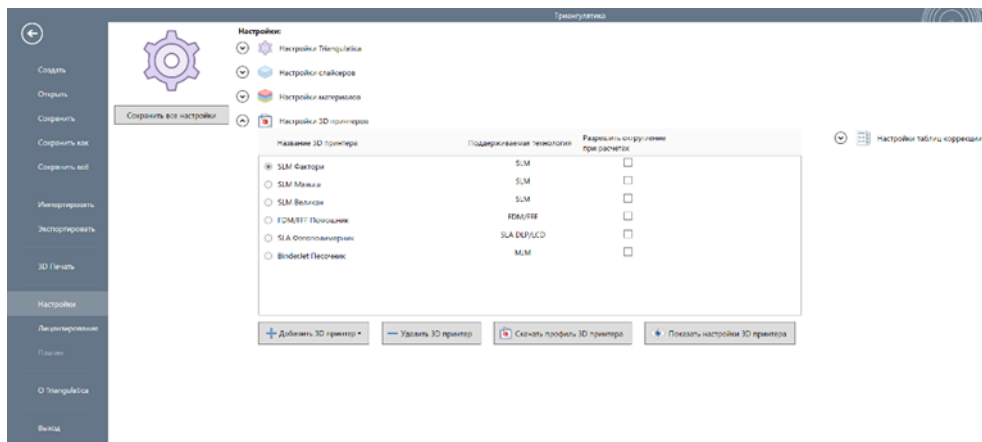 Триангулятика
Создать
Открыть
Сохранить
Сохранить как
Сохранить всё
Импортировать
Экспортировать
3D Печать
Настройки
Лицензирование
О Triangulatica
Выход
Сохранить все настройки
Настройки:
Настройки Triangulatica
Настройки слайсеров
Настройки материалов
Настройки 3D принтеров
Название 3D принтера Поддерживаемая технология Разрешить округление
при расчетах
SLM Фактори SLM
SLM Малыш SLM
SLM Великан SLM
FDM/FFF Помощник FDM/FFF
SLA Фотополимерник SLA DLP/LCD
BinderJet Песочник MJM
Добавить 3D принтер
Удалить 3D принтер
Скачать профиль 3D принтера
Показать настройки 3D принтера
Настройки таблиц коррекции